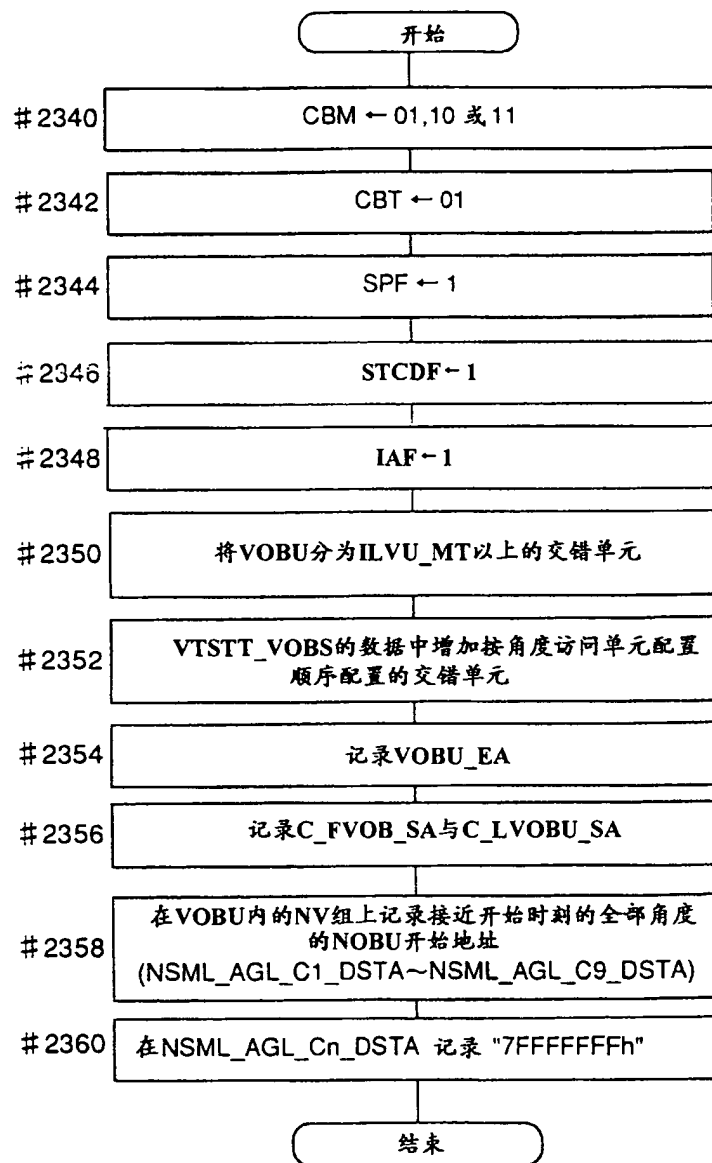 开始
#2340 CBM ← 01,10 或 11
#2342 CBT ← 01
#2344 SPF ← 1
#2346 STCDF ← 1
#2348 IAF ← 1
#2350 将VOBU分为ILVU_MT以上的交错单元
#2352 VTSTT_VOBS的数据中增加按角度访问单元配置
顺序配置的交错单元
#2354 记录VOBU_EA
#2356 记录C_FVOB_SA与C_LVOBU_SA
在VOBU内的NV组上记录接近开始时刻的全部角度
#2358 的NOBU开始地址
(NSML_AGL_C1_DSTA～NSML_AGL_C9_DSTA)
#2360 在NSML_AGL_Cn_DSTA 记录 "7FFFFFFFh"
结束